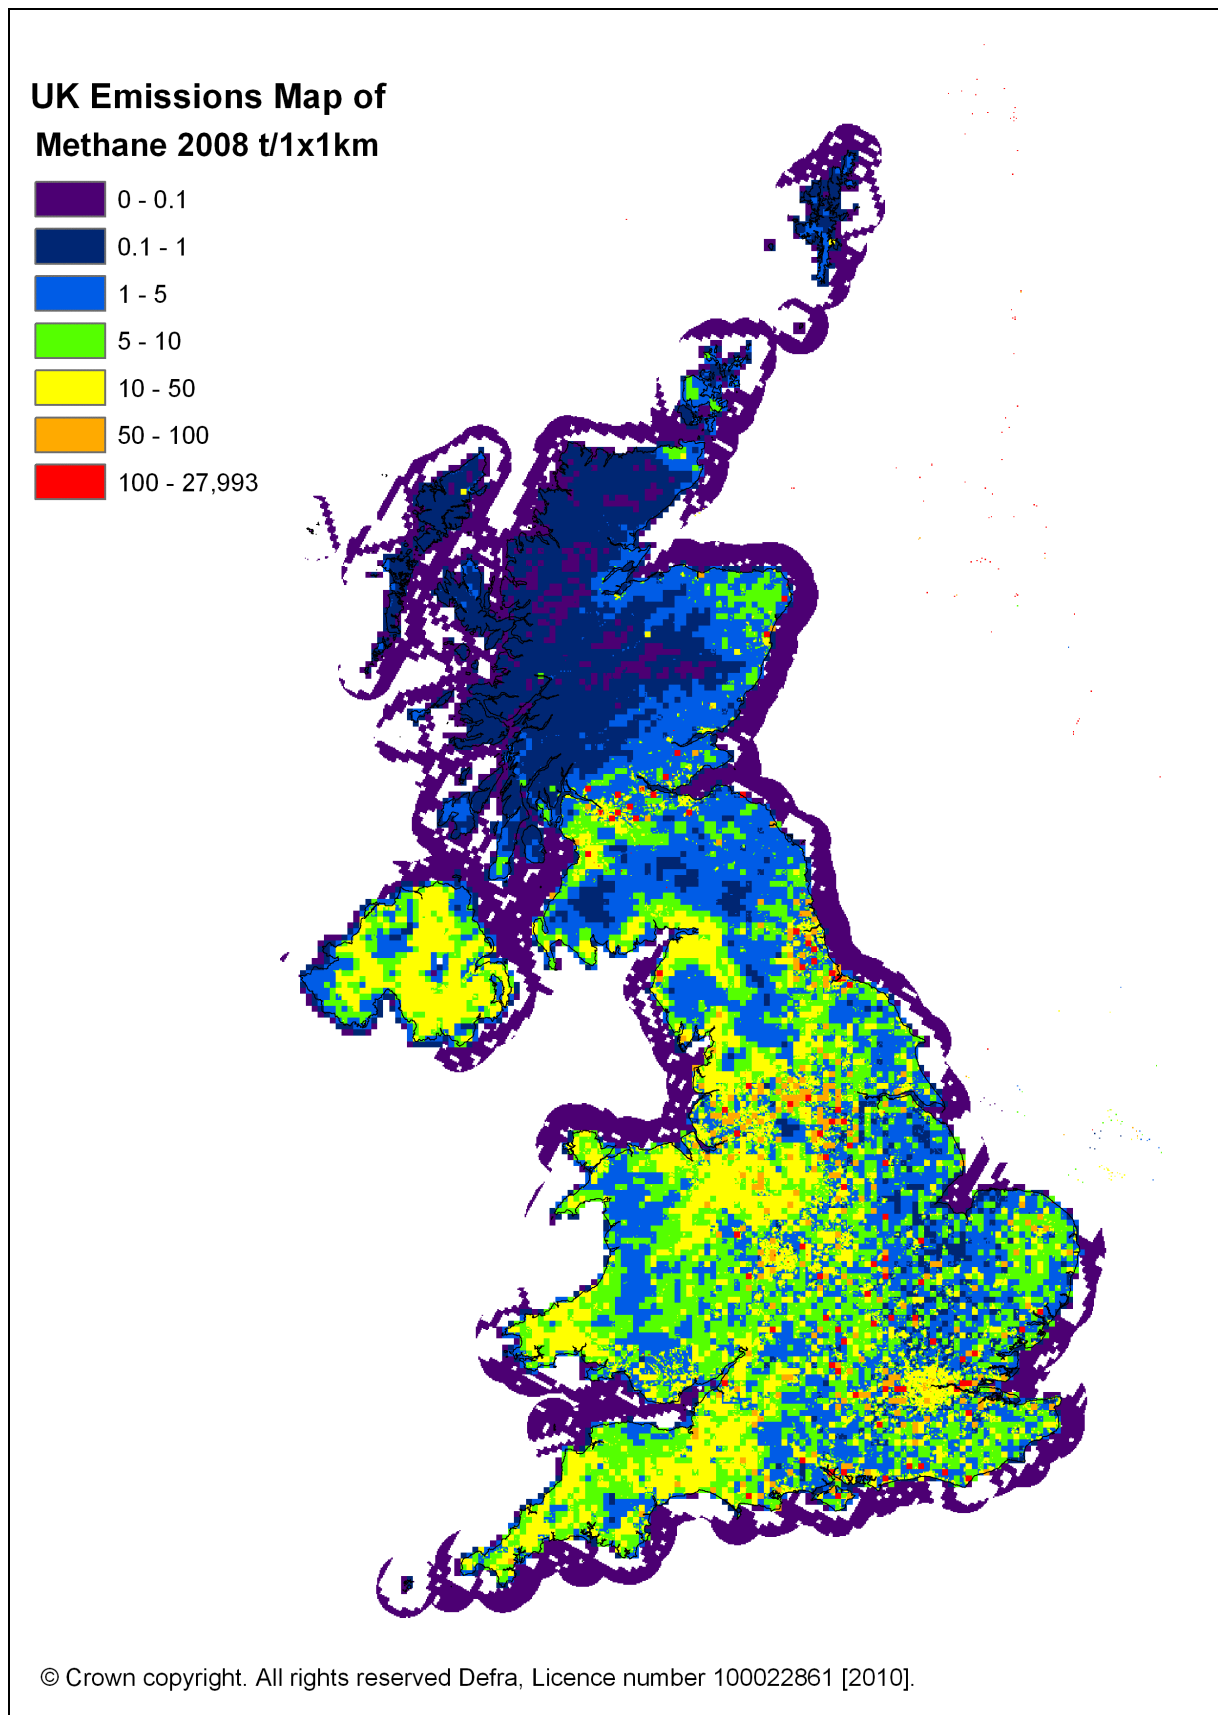 UK Emissions Map of
Methane 2008 t/1x1km
0 - 0.1
0.1 - 1
1 - 5
5 - 10
10 - 50
50 - 100
100 - 27,993
© Crown copyright. All rights reserved Defra, Licence number 100022861 [2010].